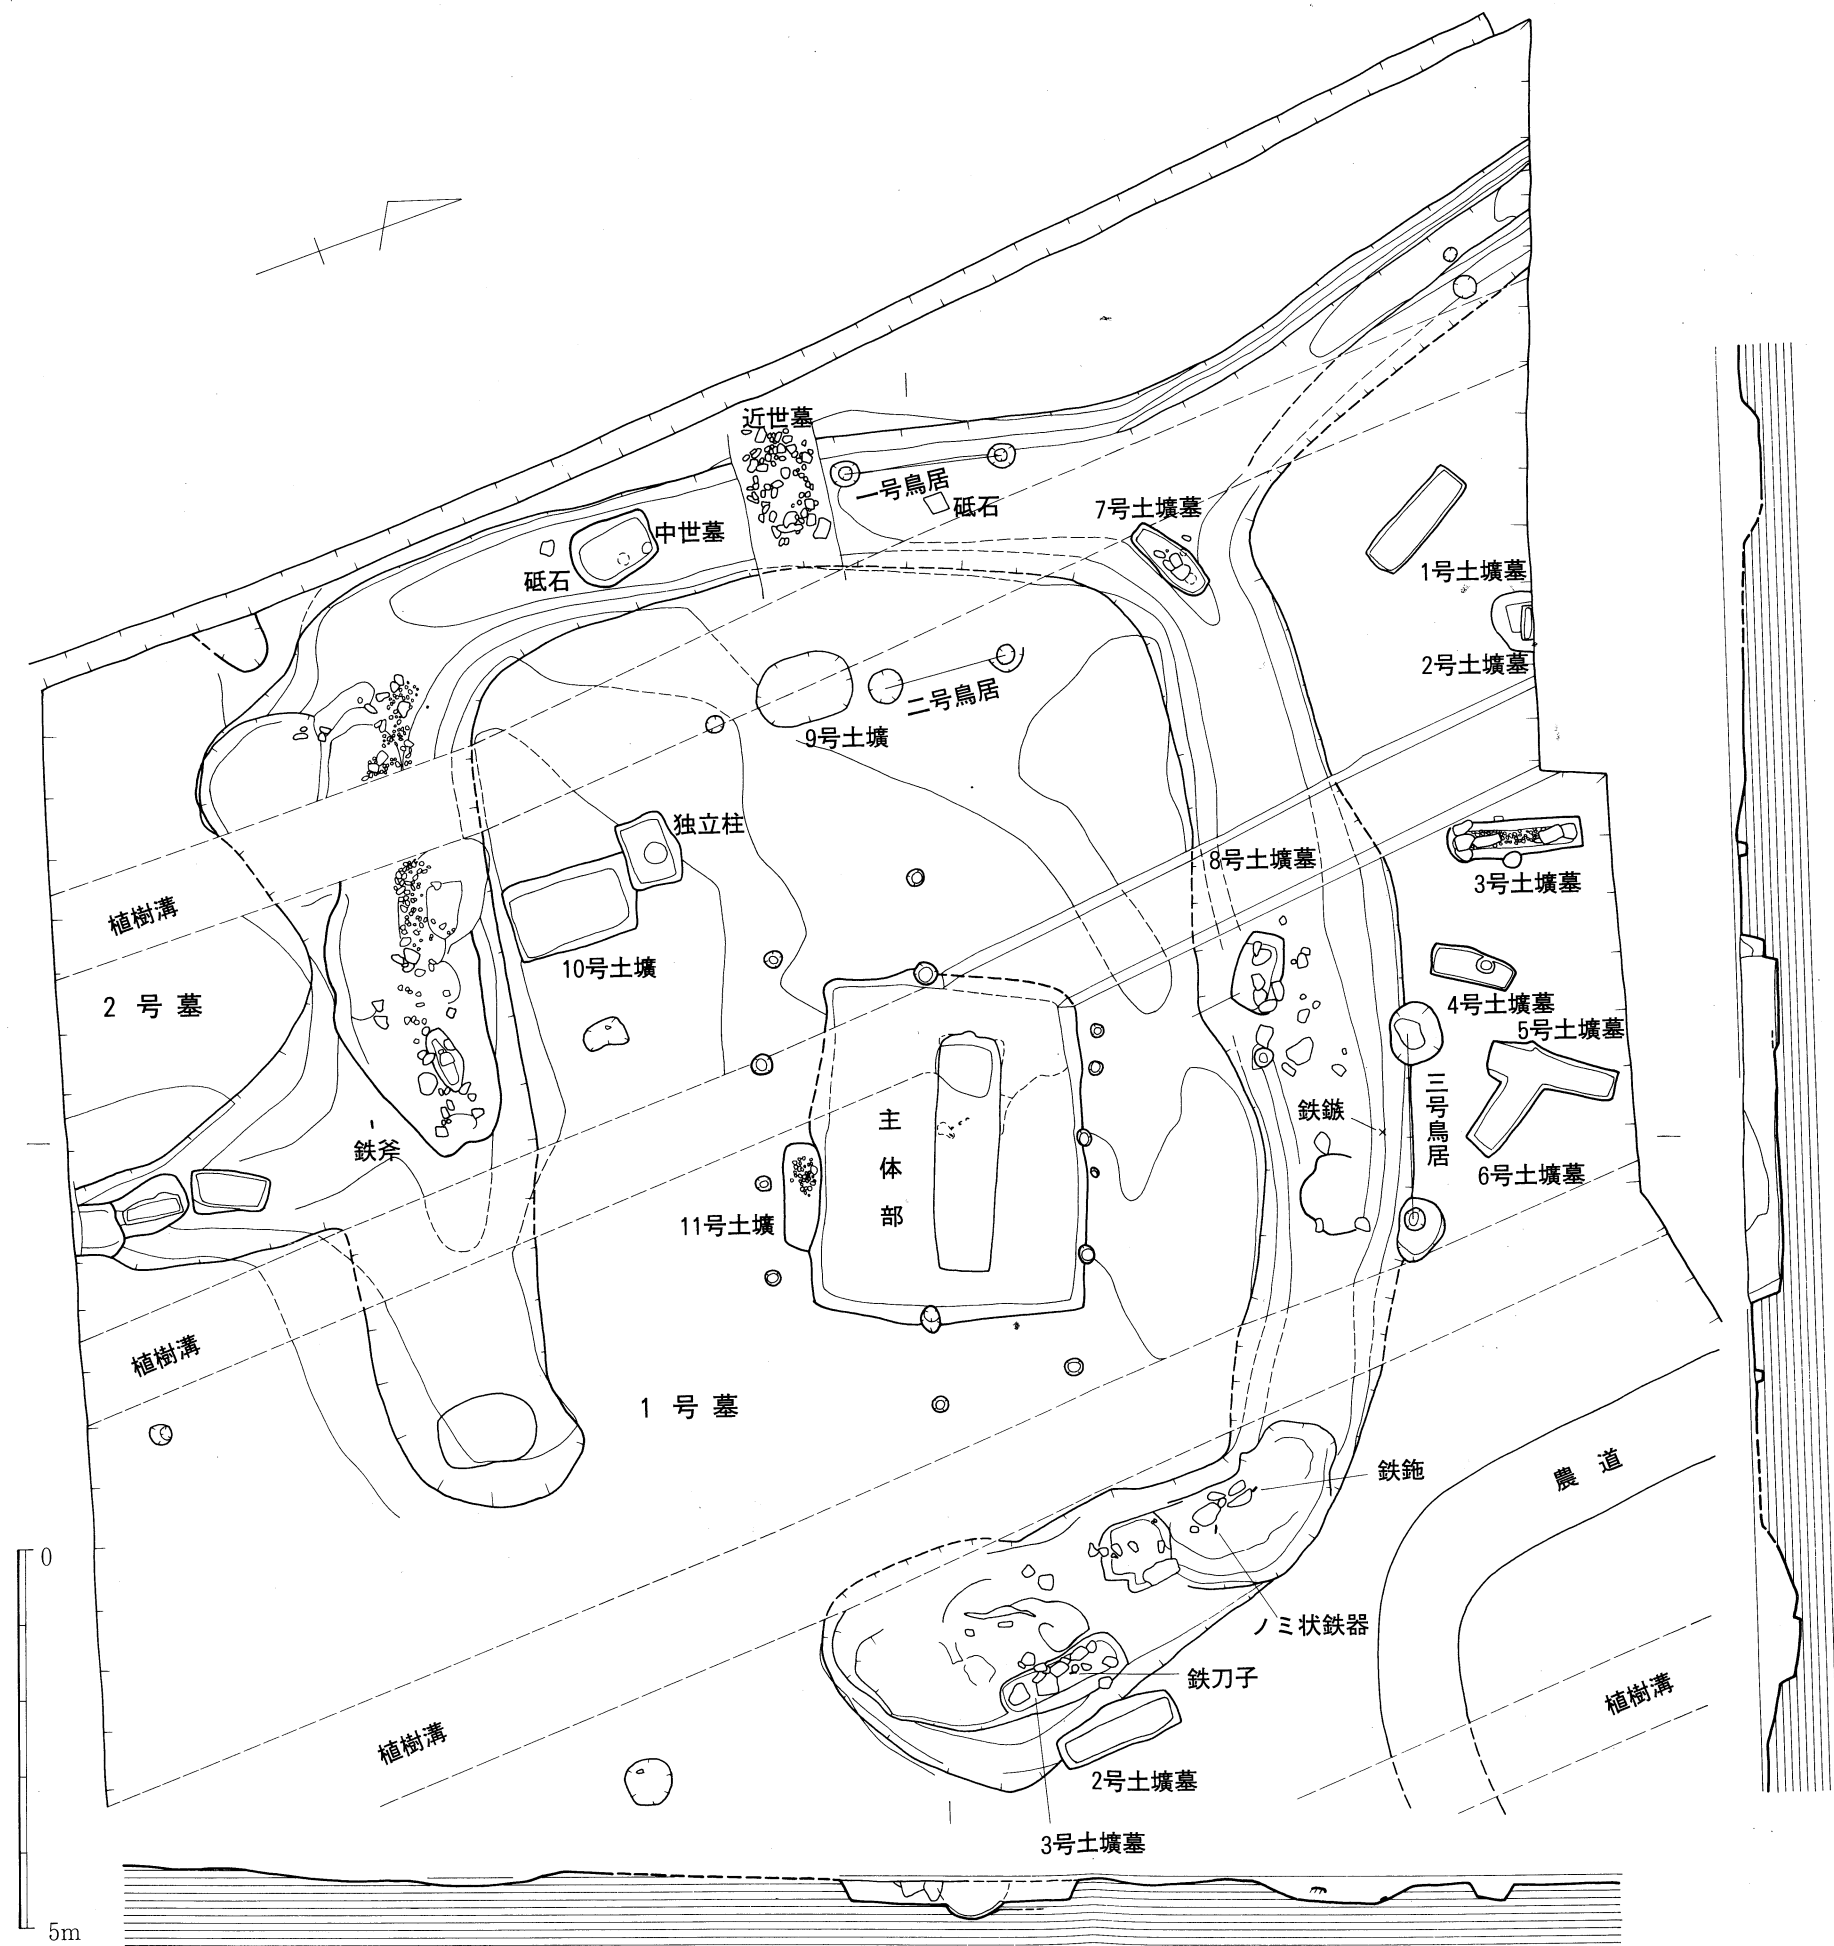 近世墓
一号鳥居
砥石
中世墓
砥石
7号土壙墓
1号土壙墓
2号土壙墓
二号鳥居
9号土壙
独立柱
8号土壙墓
3号土壙墓
植樹溝
10号土壙
2号墓
4号土壙墓
5号土壙墓
三号鳥居
鉄鏃
主体部
鉄斧
6号土壙墓
11号土壙
植樹溝
1号墓
鉄鉇
農道
0
ノミ状鉄器
鉄刀子
植樹溝
植樹溝
2号土壙墓
3号土壙墓
5m